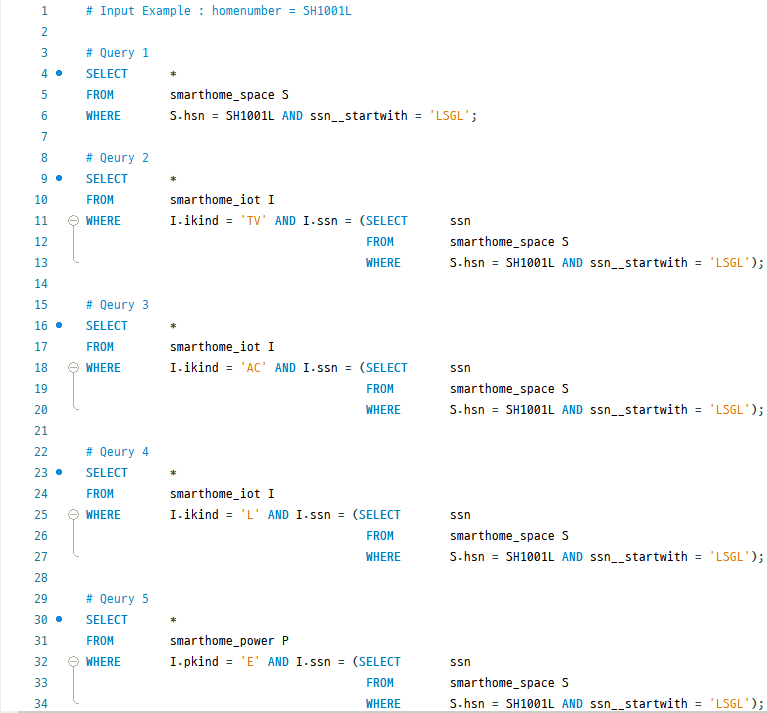 1 # Input Example : homenumber = SH1001L
2
3 # Query 1
4 SELECT *
5 FROM smarthome_space S
6 WHERE S.hsn = SH1001L AND ssn__startwith = 'LSGL';
7
8 # Qeury 2
9 SELECT *
10 FROM smarthome_iot I
11 WHERE I.ikind = 'TV' AND I.ssn = (SELECT ssn
12 FROM smarthome_space S
13 WHERE S.hsn = SH1001L AND ssn__startwith = 'LSGL');
14
15 # Qeury 3
16 SELECT *
17 FROM smarthome_iot I
18 WHERE I.ikind = 'AC' AND I.ssn = (SELECT ssn
19 FROM smarthome_space S
20 WHERE S.hsn = SH1001L AND ssn__startwith = 'LSGL');
21
22 # Qeury 4
23 SELECT *
24 FROM smarthome_iot I
25 WHERE I.ikind = 'L' AND I.ssn = (SELECT ssn
26 FROM smarthome_space S
27 WHERE S.hsn = SH1001L AND ssn__startwith = 'LSGL');
28
29 # Qeury 5
30 SELECT *
31 FROM smarthome_power P
32 WHERE I.pkind = 'E' AND I.ssn = (SELECT ssn
33 FROM smarthome_space S
34 WHERE S.hsn = SH1001L AND ssn__startwith = 'LSGL');